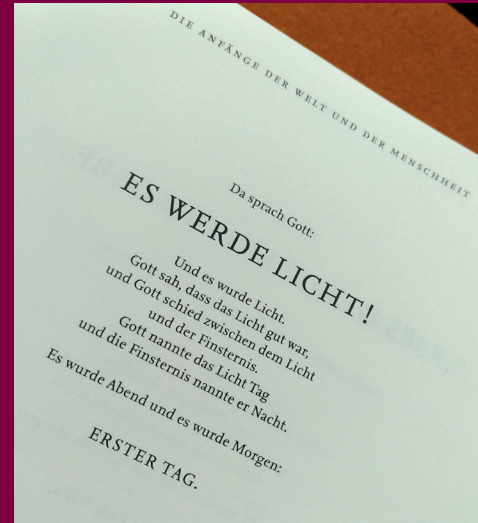 DIE ANFÄNGE DER WELT UND DER MENSCHHEIT
Da sprach Gott:
ES WERDE LICHT!
Und es wurde Licht.
Gott sah, dass das Licht gut war,
und Gott schied zwischen dem Licht
und der Finsternis.
Gott nannte das Licht Tag
und die Finsternis nannte er Nacht.
Es wurde Abend und es wurde Morgen:
ERSTER TAG.